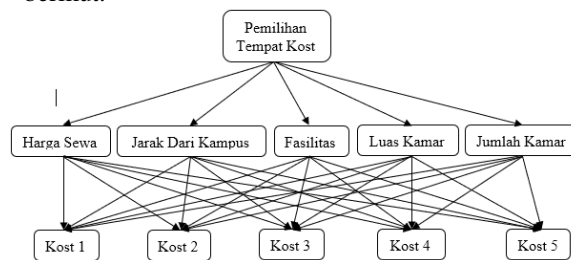 berikut:
Pemilihan
Tempat Kost
Harga Sewa
Jarak Dari Kampus
Fasilitas
Luas Kamar
Jumlah Kamar
Kost 1
Kost 2
Kost 3
Kost 4
Kost 5